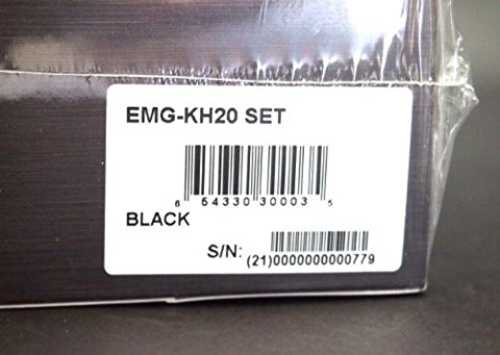 EMG-KH20 SET
6 54330 30003 5
BLACK
S/N:
(21)0000000000779